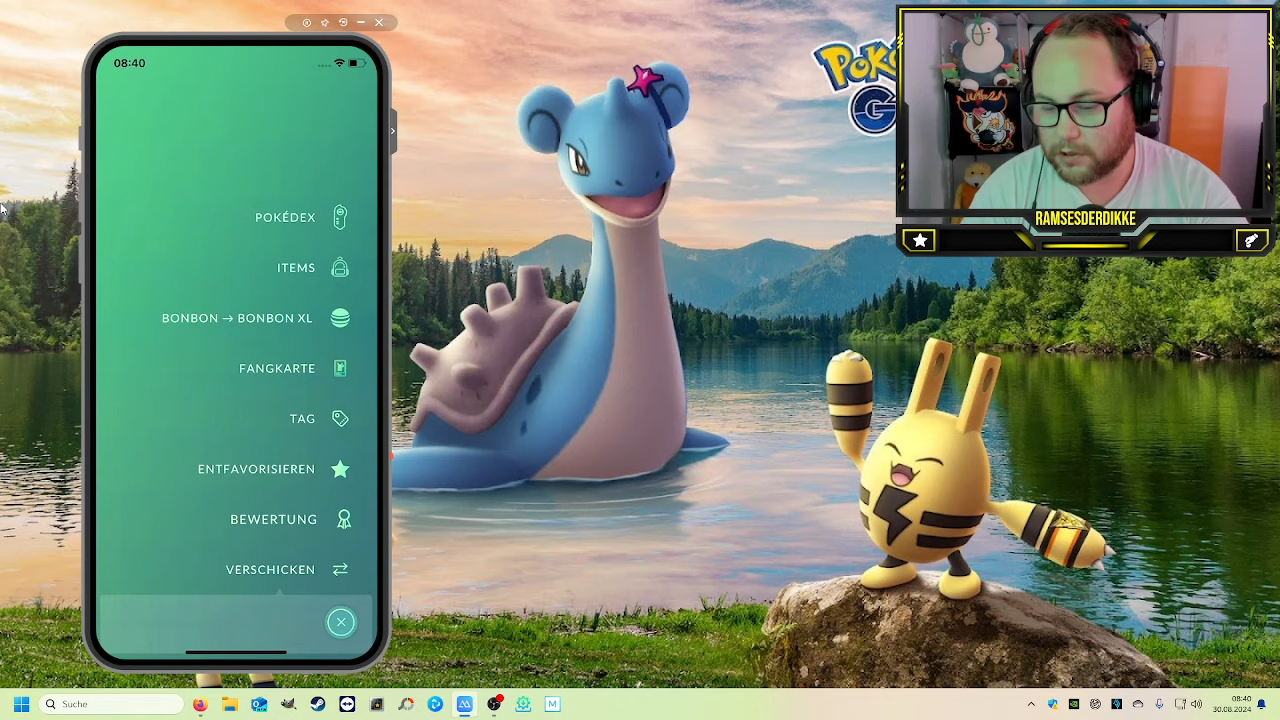 08:40
POKÉDEX
ITEMS
BONBON → BONBON XL
FANGKARTE
TAG
ENTFAVORISIEREN
BEWERTUNG
VERSCHICKEN
RAMSESDERDIKKE
Suche
08:40
30.08.2024